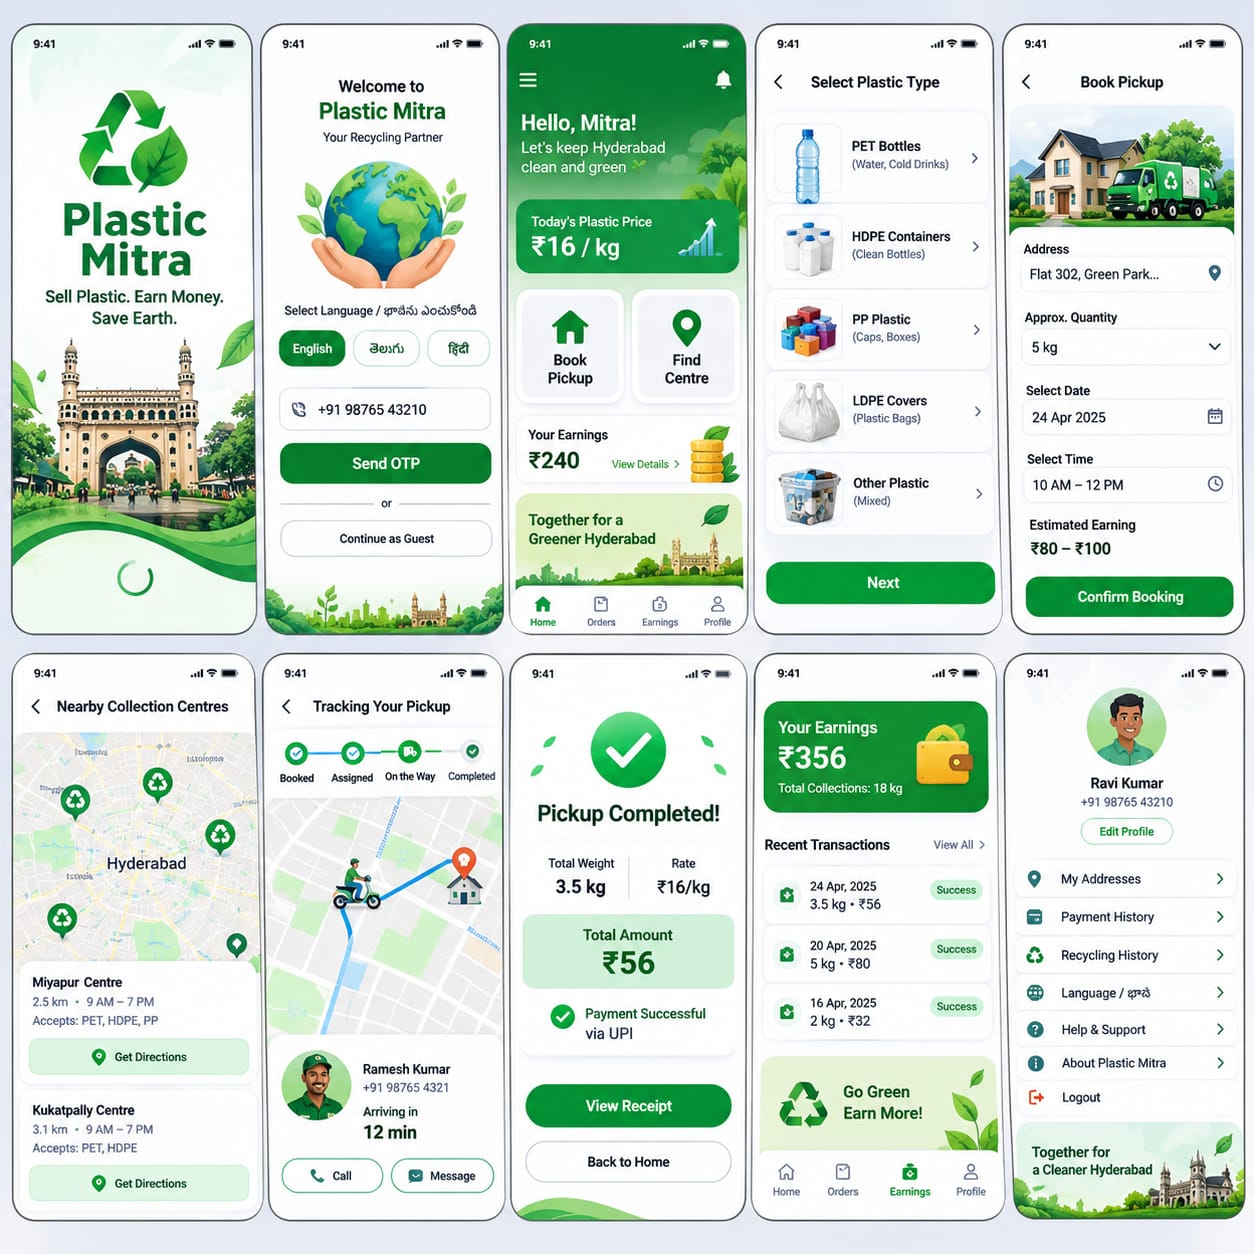 9:41
Plastic
Mitra
Sell Plastic. Earn Money.
Save Earth.
9:41
Welcome to
Plastic Mitra
Your Recycling Partner
Select Language /
English
తెలుగు
हिंदी
+91 98765 43210
Send OTP
or
Continue as Guest
9:41
Hello, Mitra!
Let's keep Hyderabad
clean and green
Today's Plastic Price
₹16 / kg
Book
Pickup
Find
Centre
Your Earnings
₹240
View Details
Together for a
Greener Hyderabad
Home
Orders
Earnings
Profile
9:41
Select Plastic Type
PET Bottles
(Water, Cold Drinks)
HDPE Containers
(Clean Bottles)
PP Plastic
(Caps, Boxes)
LDPE Covers
(Plastic Bags)
Other Plastic
(Mixed)
Next
9:41
Book Pickup
Address
Flat 302, Green Park...
Approx. Quantity
5 kg
Select Date
24 Apr 2025
Select Time
10 AM – 12 PM
Estimated Earning
₹80 – ₹100
Confirm Booking
9:41
Nearby Collection Centres
Hyderabad
Miyapur Centre
2.5 km • 9 AM – 7 PM
Accepts: PET, HDPE, PP
Get Directions
Kukatpally Centre
3.1 km • 9 AM – 7 PM
Accepts: PET, HDPE
Get Directions
9:41
Tracking Your Pickup
Booked
Assigned
On the Way
Completed
Ramesh Kumar
+91 98765 4321
Arriving in
12 min
Call
Message
9:41
Pickup Completed!
Total Weight
3.5 kg
Rate
₹16/kg
Total Amount
₹56
Payment Successful
via UPI
View Receipt
Back to Home
9:41
Your Earnings
₹356
Total Collections: 18 kg
Recent Transactions
View All
24 Apr, 2025
3.5 kg • ₹56
Success
20 Apr, 2025
5 kg • ₹80
Success
16 Apr, 2025
2 kg • ₹32
Success
Go Green
Earn More!
Home
Orders
Earnings
Profile
9:41
Ravi Kumar
+91 98765 43210
Edit Profile
My Addresses
Payment History
Recycling History
Language /
Help & Support
About Plastic Mitra
Logout
Together for
a Cleaner Hyderabad